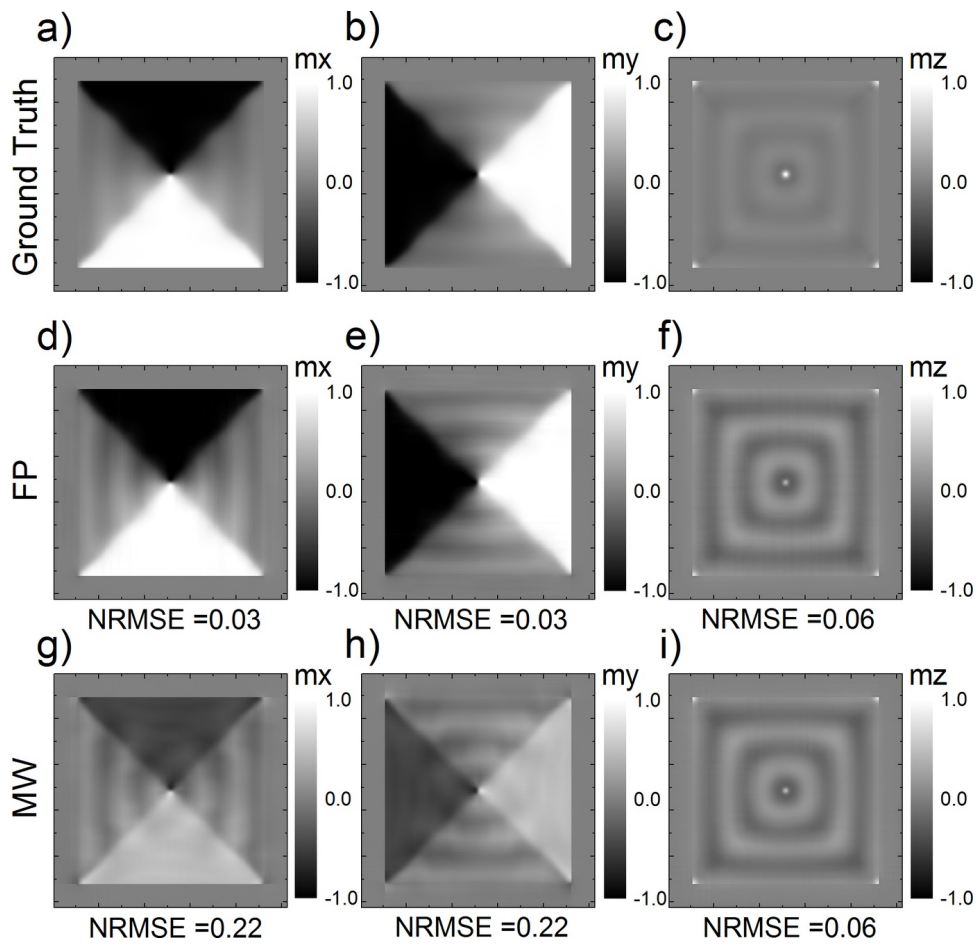 a) b) c)
mx my mz
1.0 1.0 1.0
Ground Truth
0.0 0.0 0.0
-1.0 -1.0 -1.0
d) e) f)
mx my mz
1.0 1.0 1.0
FP
0.0 0.0 0.0
-1.0 -1.0 -1.0
NRMSE =0.03 NRMSE =0.03 NRMSE =0.06
g) h) i)
mx my mz
1.0 1.0 1.0
MW
0.0 0.0 0.0
-1.0 -1.0 -1.0
NRMSE =0.22 NRMSE =0.22 NRMSE =0.06